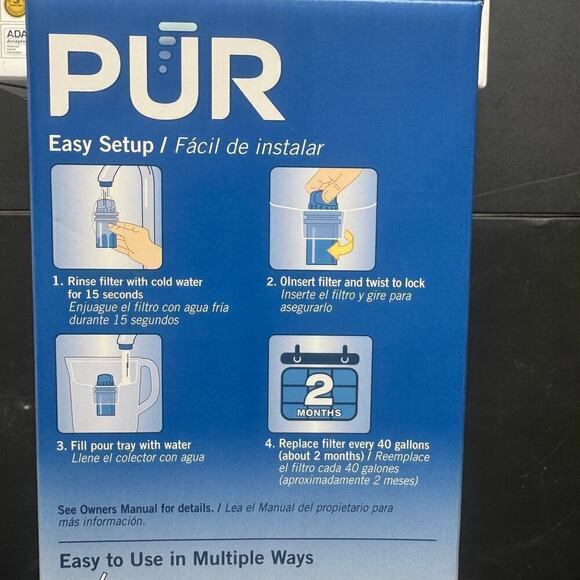 ADA
Accepted
PŪR
Easy Setup / Fácil de instalar
1. Rinse filter with cold water
for 15 seconds
Enjuague el filtro con agua fría
durante 15 segundos
2. OInsert filter and twist to lock
Inserte el filtro y gire para
asegurarlo
3. Fill pour tray with water
Llene el colector con agua
2
MONTHS
4. Replace filter every 40 gallons
(about 2 months) / Reemplace
el filtro cada 40 galones
(aproximadamente 2 meses)
See Owners Manual for details. / Lea el Manual del propietario para
más información.
Easy to Use in Multiple Ways